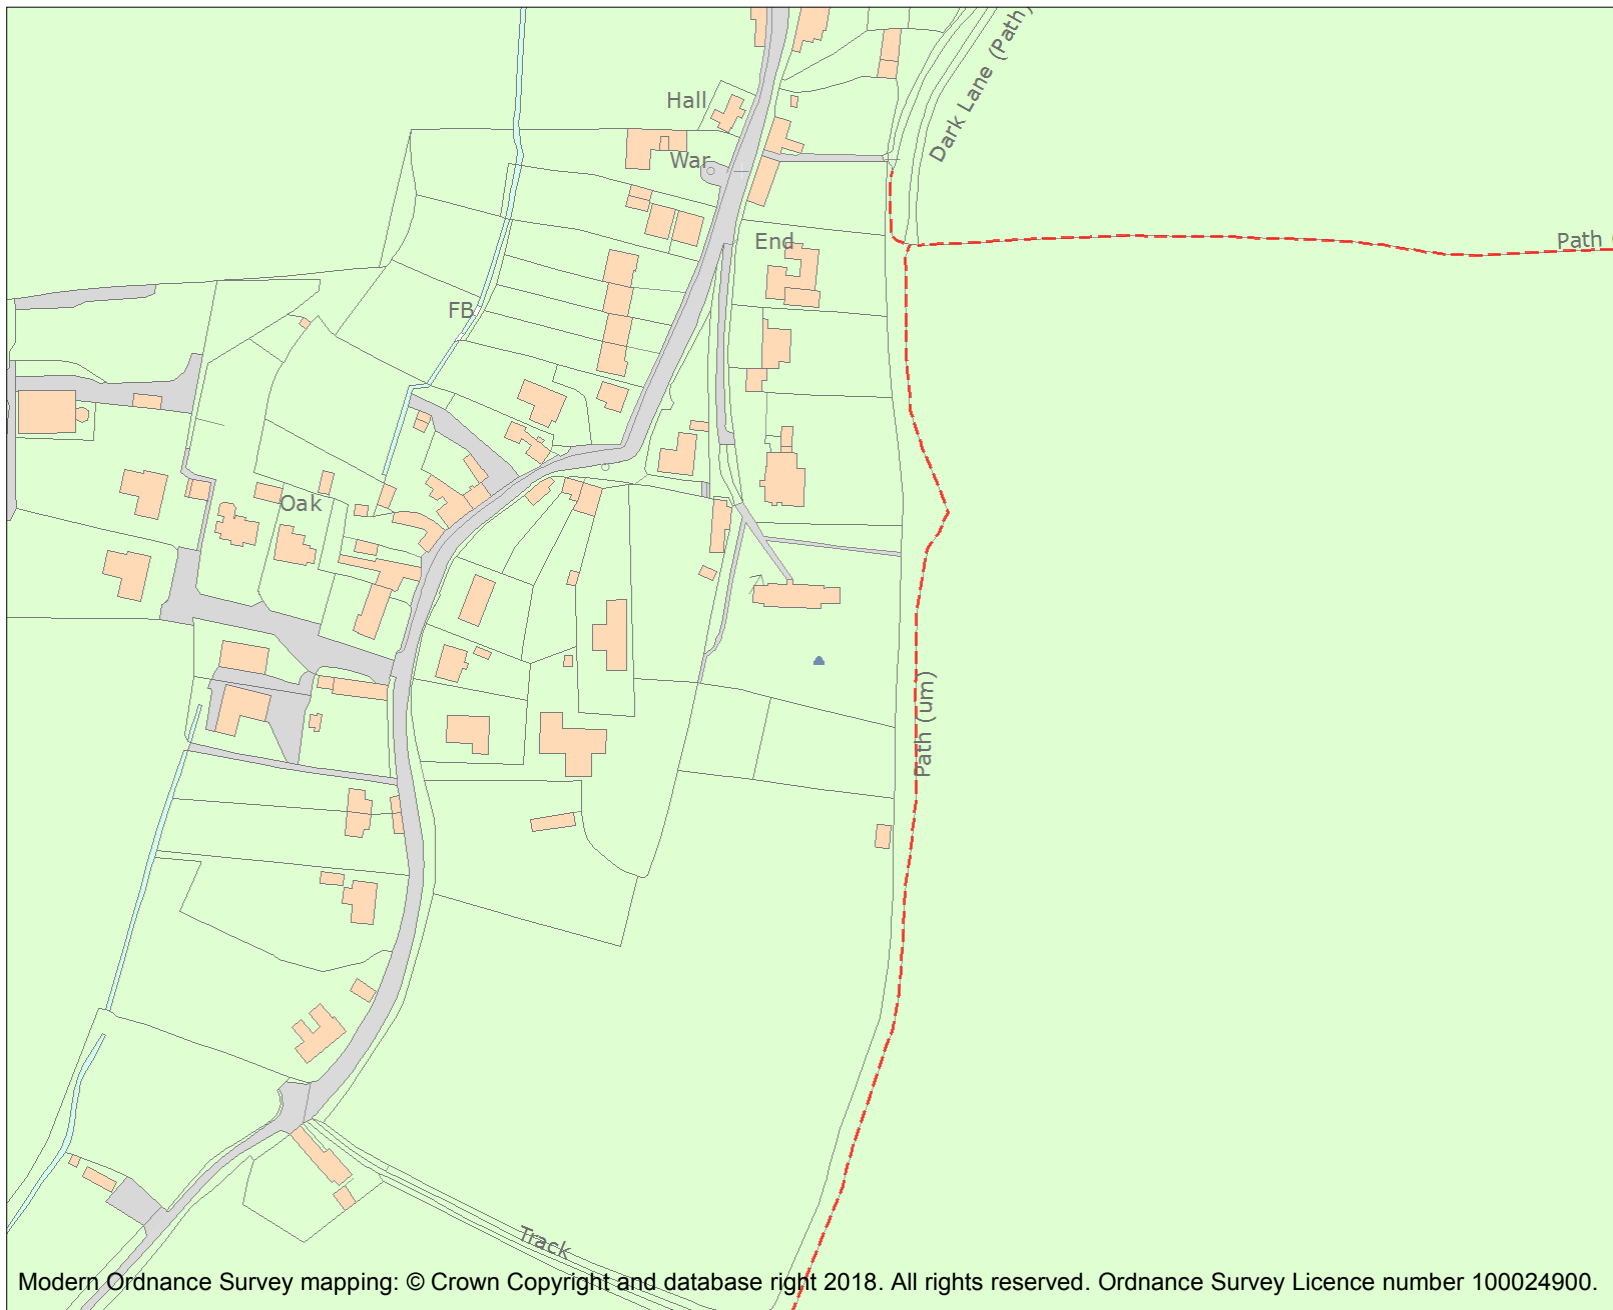 Dark Lane (Path)
Hall
War
End
Path
FB
Oak
Path (um)
Track
Modern Ordnance Survey mapping: © Crown Copyright and database right 2018. All rights reserved. Ordnance Survey Licence number 100024900.